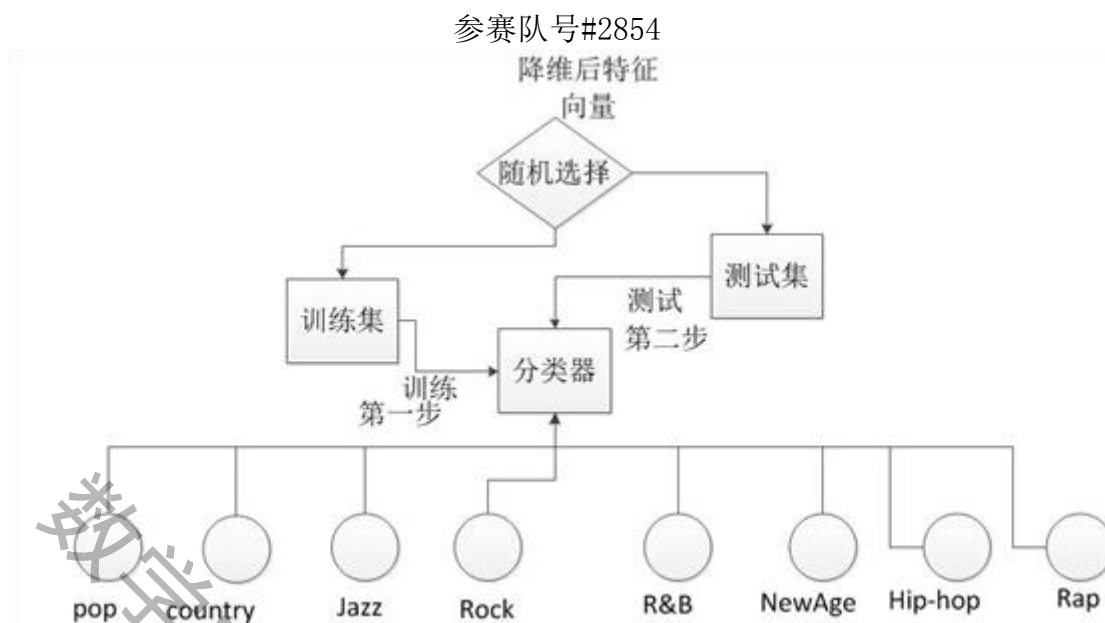 参赛队号#2854
降维后特征
向量
随机选择
测试集
训练集
测试
第二步
分类器
训练
第一步
pop
country
Jazz
Rock
R&B
NewAge
Hip-hop
Rap
数学